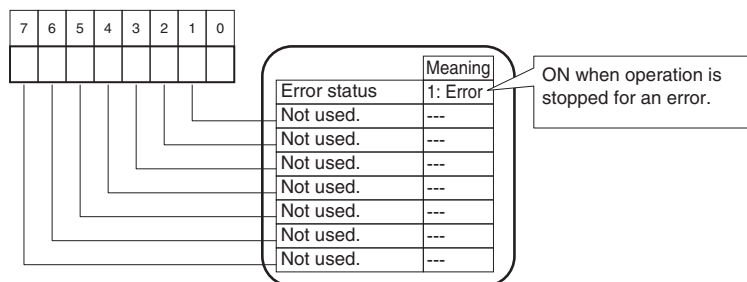 7 6 5 4 3 2 1 0
Meaning
Error status 1: Error
Not used. ---
Not used. ---
Not used. ---
Not used. ---
Not used. ---
Not used. ---
Not used. ---
ON when operation is
stopped for an error.